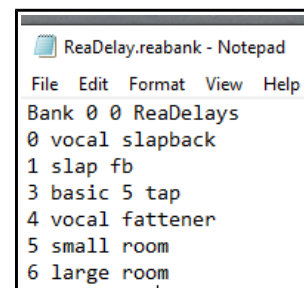 ReaDelay.reabank - Notepad
File Edit Format View Help
Bank 0 0 ReaDelays
0 vocal slapback
1 slap fb
3 basic 5 tap
4 vocal fattener
5 small room
6 large room